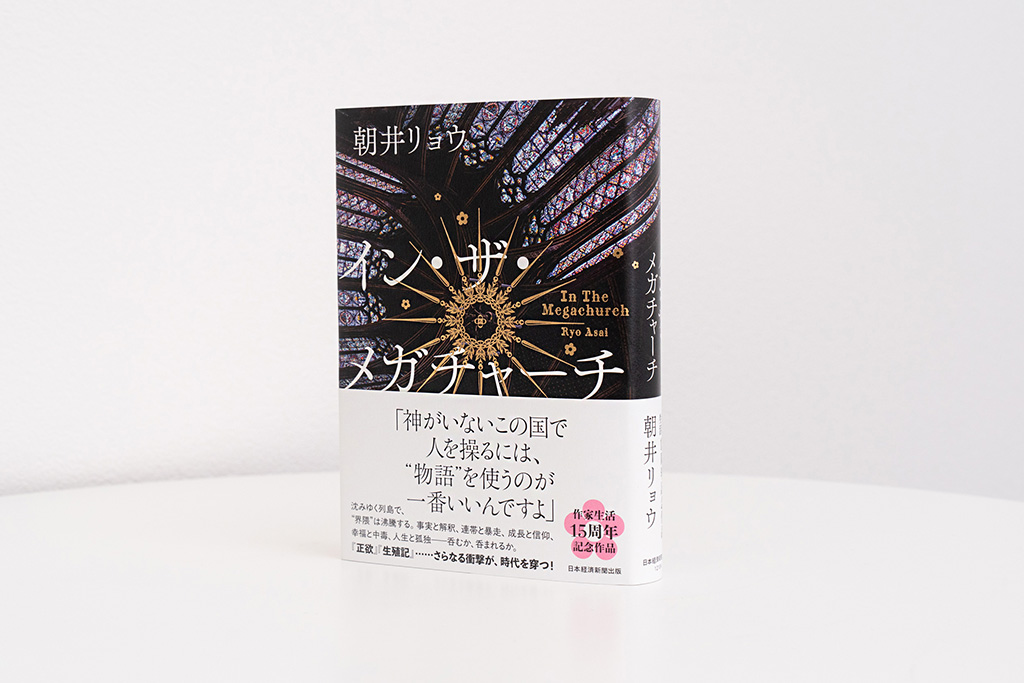 朝井リョウ
イン・ザ・
メガチャーチ
In The
Megachurch
Ryo Asai
「神がいないこの国で
人を操るには、
“物語”を使うのが
一番いいんですよ」
沈みゆく列島で、
“界隈”は沸騰する。事実と解釈、連帯と暴走、成長と信仰、
幸福と中毒、人生と孤独——呑むか、呑まれるか。
『正欲』『生殖記』……さらなる衝撃が、時代を穿つ！
作家生活
15周年
記念作品
日本経済新聞出版
メガチャーチ
朝井リョウ